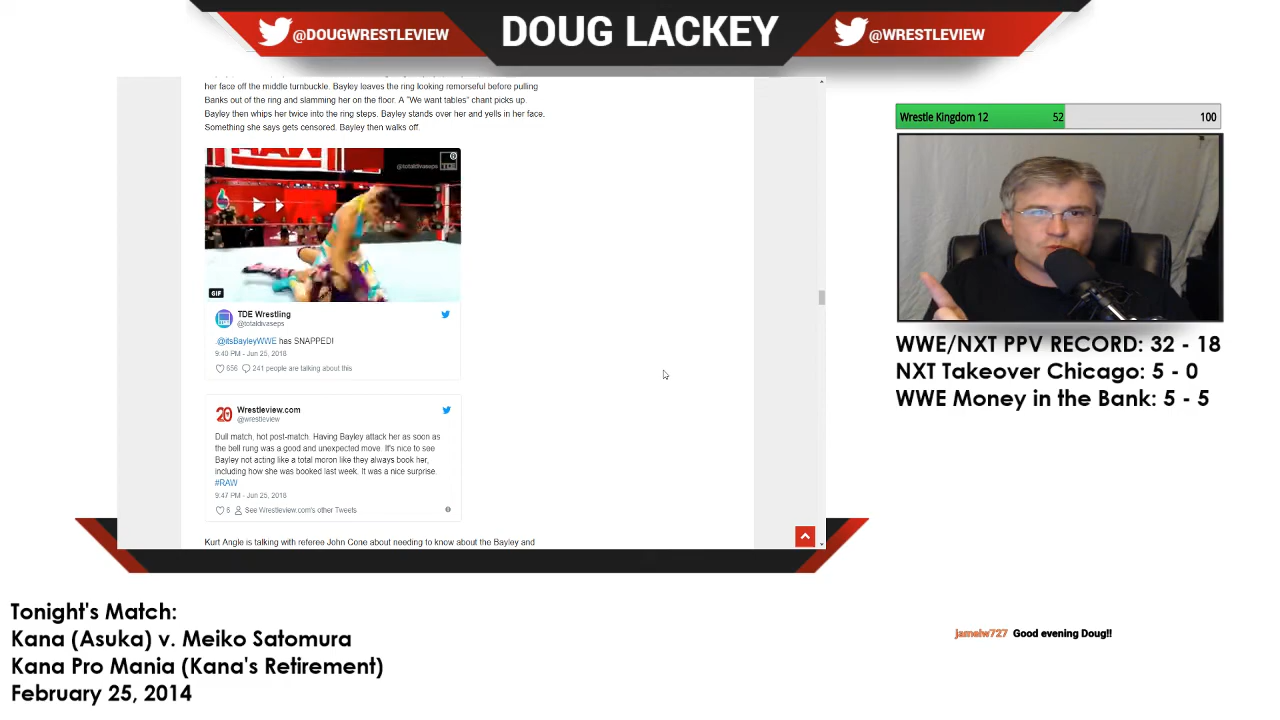 @DOUGWRESTLEVIEW
DOUG LACKEY
@WRESTLEVIEW
her face off the middle turnbuckle. Bayley leaves the ring looking remorseful before pulling
Banks out of the ring and slamming her on the floor. A "We want tables" chant picks up.
Bayley then whips her twice into the ring steps. Bayley stands over her and yells in her face.
Something she says gets censored. Bayley then walks off.
@totaldivaseps
TDE
GIF
TDE Wrestling
@totaldivaseps
.@itsBayleyWWE has SNAPPED!
9:40 PM - Jun 25, 2018
656 241 people are talking about this
20
Wrestleview.com
@wrestleview
Dull match, hot post-match. Having Bayley attack her as soon as
the bell rung was a good and unexpected move. It's nice to see
Bayley not acting like a total moron like they always book her,
including how she was booked last week. It was a nice surprise.
#RAW
9:47 PM - Jun 25, 2018
6 See Wrestleview.com's other Tweets
Kurt Angle is talking with referee John Cone about needing to know about the Bayley and
Wrestle Kingdom 12 52 100
WWE/NXT PPV RECORD: 32 - 18
NXT Takeover Chicago: 5 - 0
WWE Money in the Bank: 5 - 5
Tonight's Match:
Kana (Asuka) v. Meiko Satomura
Kana Pro Mania (Kana's Retirement)
February 25, 2014
jamelw727 Good evening Doug!!